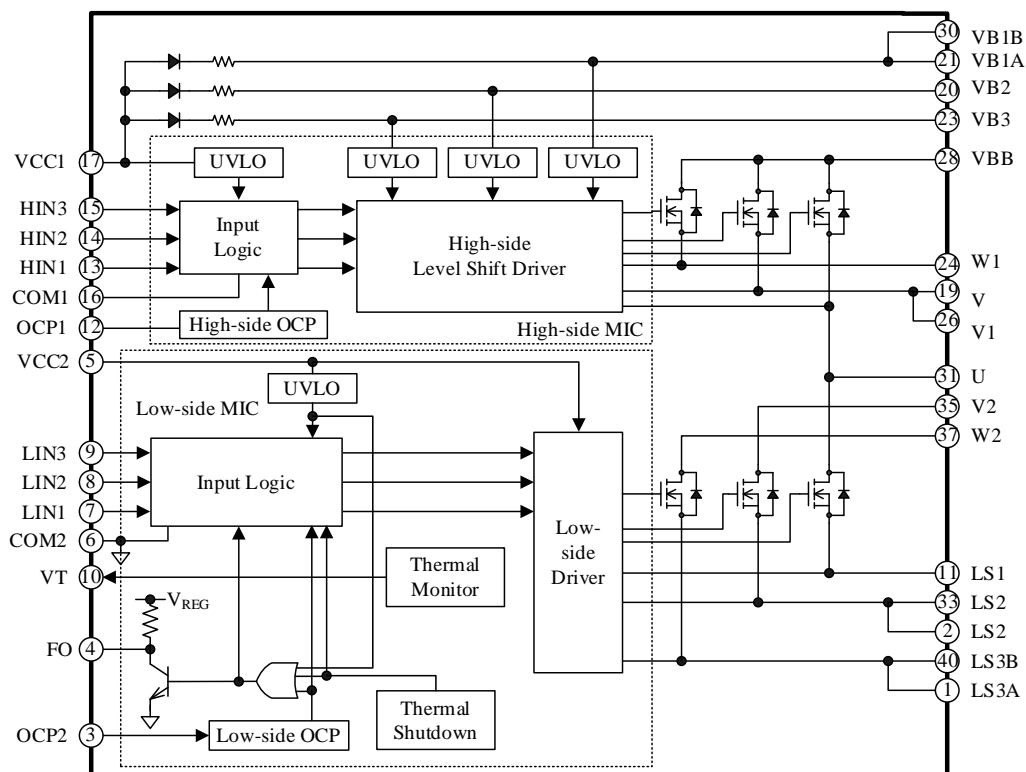 30 VB1B
21 VB1A
20 VB2
23 VB3
VCC1 17
UVLO
UVLO
UVLO
UVLO
28 VBB
HIN3 15
HIN2 14
HIN1 13
COM1 16
OCP1 12
Input
Logic
High-side
Level Shift Driver
High-side OCP
High-side MIC
24 W1
19 V
26 V1
VCC2 5
UVLO
Low-side MIC
31 U
35 V2
37 W2
LIN3 9
LIN2 8
LIN1 7
COM2 6
VT 10
Input Logic
Low-
side
Driver
Thermal
Monitor
VREG
FO 4
11 LS1
33 LS2
2 LS2
40 LS3B
1 LS3A
Thermal
Shutdown
OCP2 3
Low-side OCP